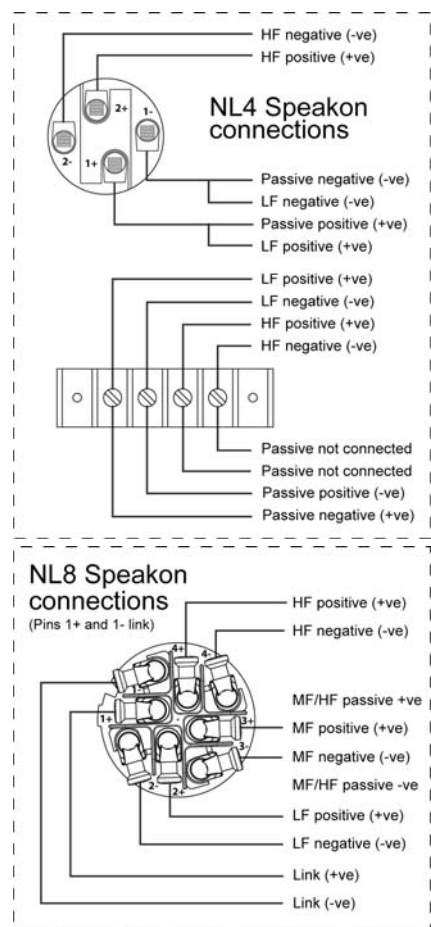 HF negative (-ve)
HF positive (+ve)
2+
1-
2-
1+
NL4 Speakon
connections
Passive negative (-ve)
LF negative (-ve)
Passive positive (+ve)
LF positive (+ve)
LF positive (+ve)
LF negative (-ve)
HF positive (+ve)
HF negative (-ve)
Passive not connected
Passive not connected
Passive positive (-ve)
Passive negative (+ve)
NL8 Speakon
connections
(Pins 1+ and 1- link)
HF positive (+ve)
HF negative (-ve)
4+
4-
1-
1+
3+
3-
2-
2+
MF/HF passive +ve
MF positive (+ve)
MF negative (-ve)
MF/HF passive -ve
LF positive (+ve)
LF negative (-ve)
Link (+ve)
Link (-ve)